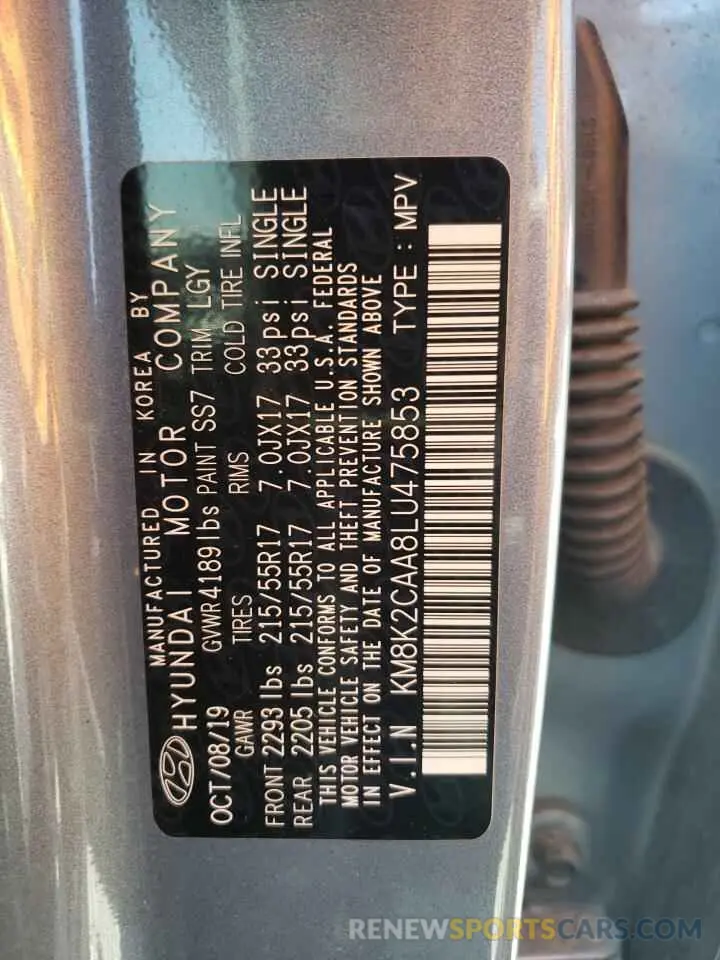 MANUFACTURED IN KOREA BY
HYUNDAI MOTOR COMPANY
OCT/08/19 GVWR 4189 lbs PAINT SS7 TRIM LGY
GAWR TIRES RIMS COLD TIRE INFL
FRONT 2293 lbs 215/55R17 7.0JX17 33psi SINGLE
REAR 2205 lbs 215/55R17 7.0JX17 33psi SINGLE
THIS VEHICLE CONFORMS TO ALL APPLICABLE U.S.A. FEDERAL
MOTOR VEHICLE SAFETY AND THEFT PREVENTION STANDARDS
IN EFFECT ON THE DATE OF MANUFACTURE SHOWN ABOVE
V.I.N KM8K2CAA8LU475853 TYPE : MPV
RENEWSPORTSCARS.COM